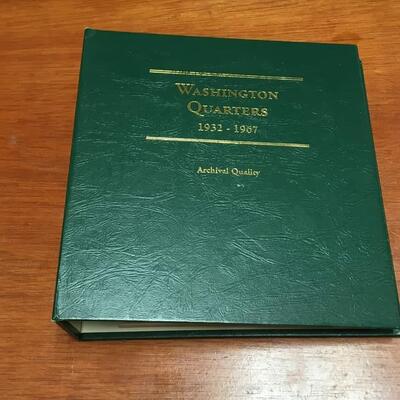 WASHINGTON
QUARTERS
1932 - 1967
Archival Quality